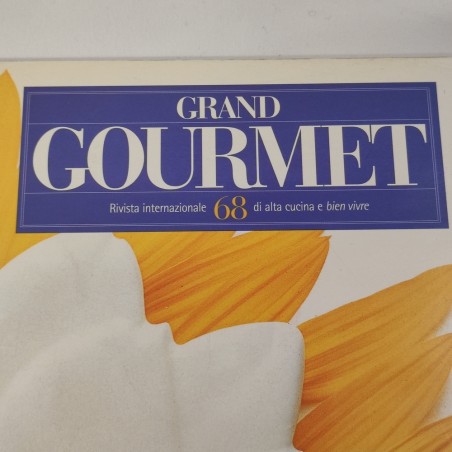 GRAND
GOURMET
Rivista internazionale 68 di alta cucina e bien vivre